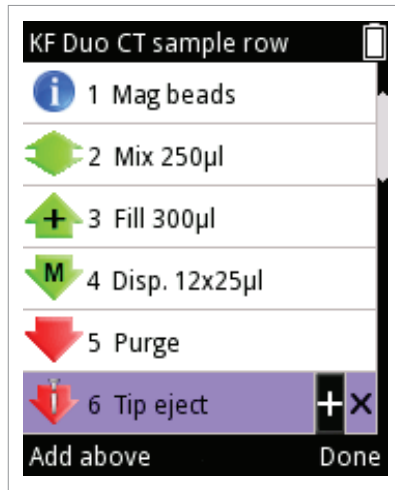 KF Duo CT sample row
i 1 Mag beads
2 Mix 250µl
+ 3 Fill 300µl
M 4 Disp. 12x25µl
5 Purge
6 Tip eject + ×
Add above Done